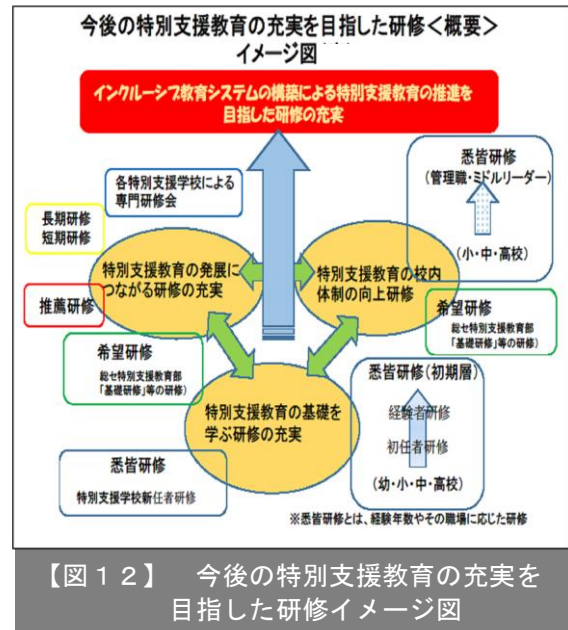 今後の特別支援教育の充実を目指した研修<概要>
イメージ図
インクルーシブ教育システムの構築による特別支援教育の推進を
目指した研修の充実
各特別支援学校による
専門研修会
悉皆研修
(管理職・ミドルリーダー)
(小・中・高校)
長期研修
短期研修
特別支援教育の発展に
つながる研修の充実
特別支援教育の校内
体制の向上研修
推薦研修
希望研修
総セ特別支援教育部
「基礎研修」等の研修)
希望研修
総セ特別支援教育部
「基礎研修」等の研修)
特別支援教育の基礎を
学ぶ研修の充実
悉皆研修(初期層)
経験者研修
初任者研修
(幼・小・中・高校)
悉皆研修
特別支援学校新任者研修
※悉皆研修とは、経験年数やその職場に応じた研修
【図12】 今後の特別支援教育の充実を
目指した研修イメージ図